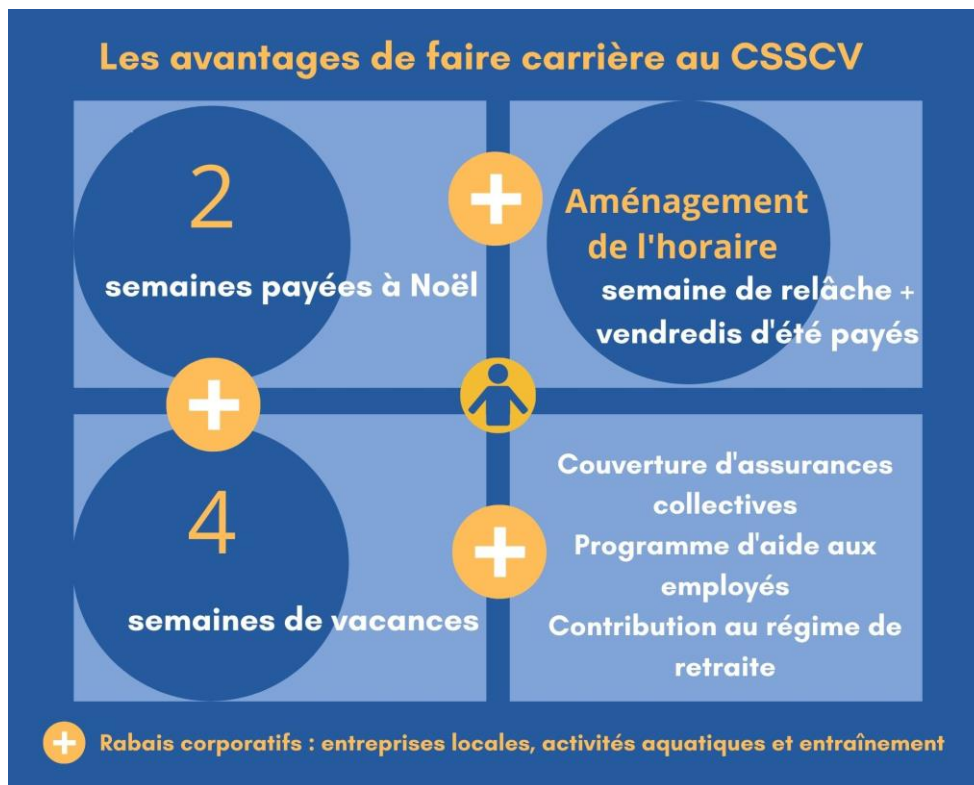 Les avantages de faire carrière au CSSCV
2
semaines payées à Noël
Aménagement
de l'horaire
semaine de relâche +
vendredis d'été payés
4
semaines de vacances
Couverture d'assurances
collectives
Programme d'aide aux
employés
Contribution au régime de
retraite
Rabais corporatifs : entreprises locales, activités aquatiques et entraînement